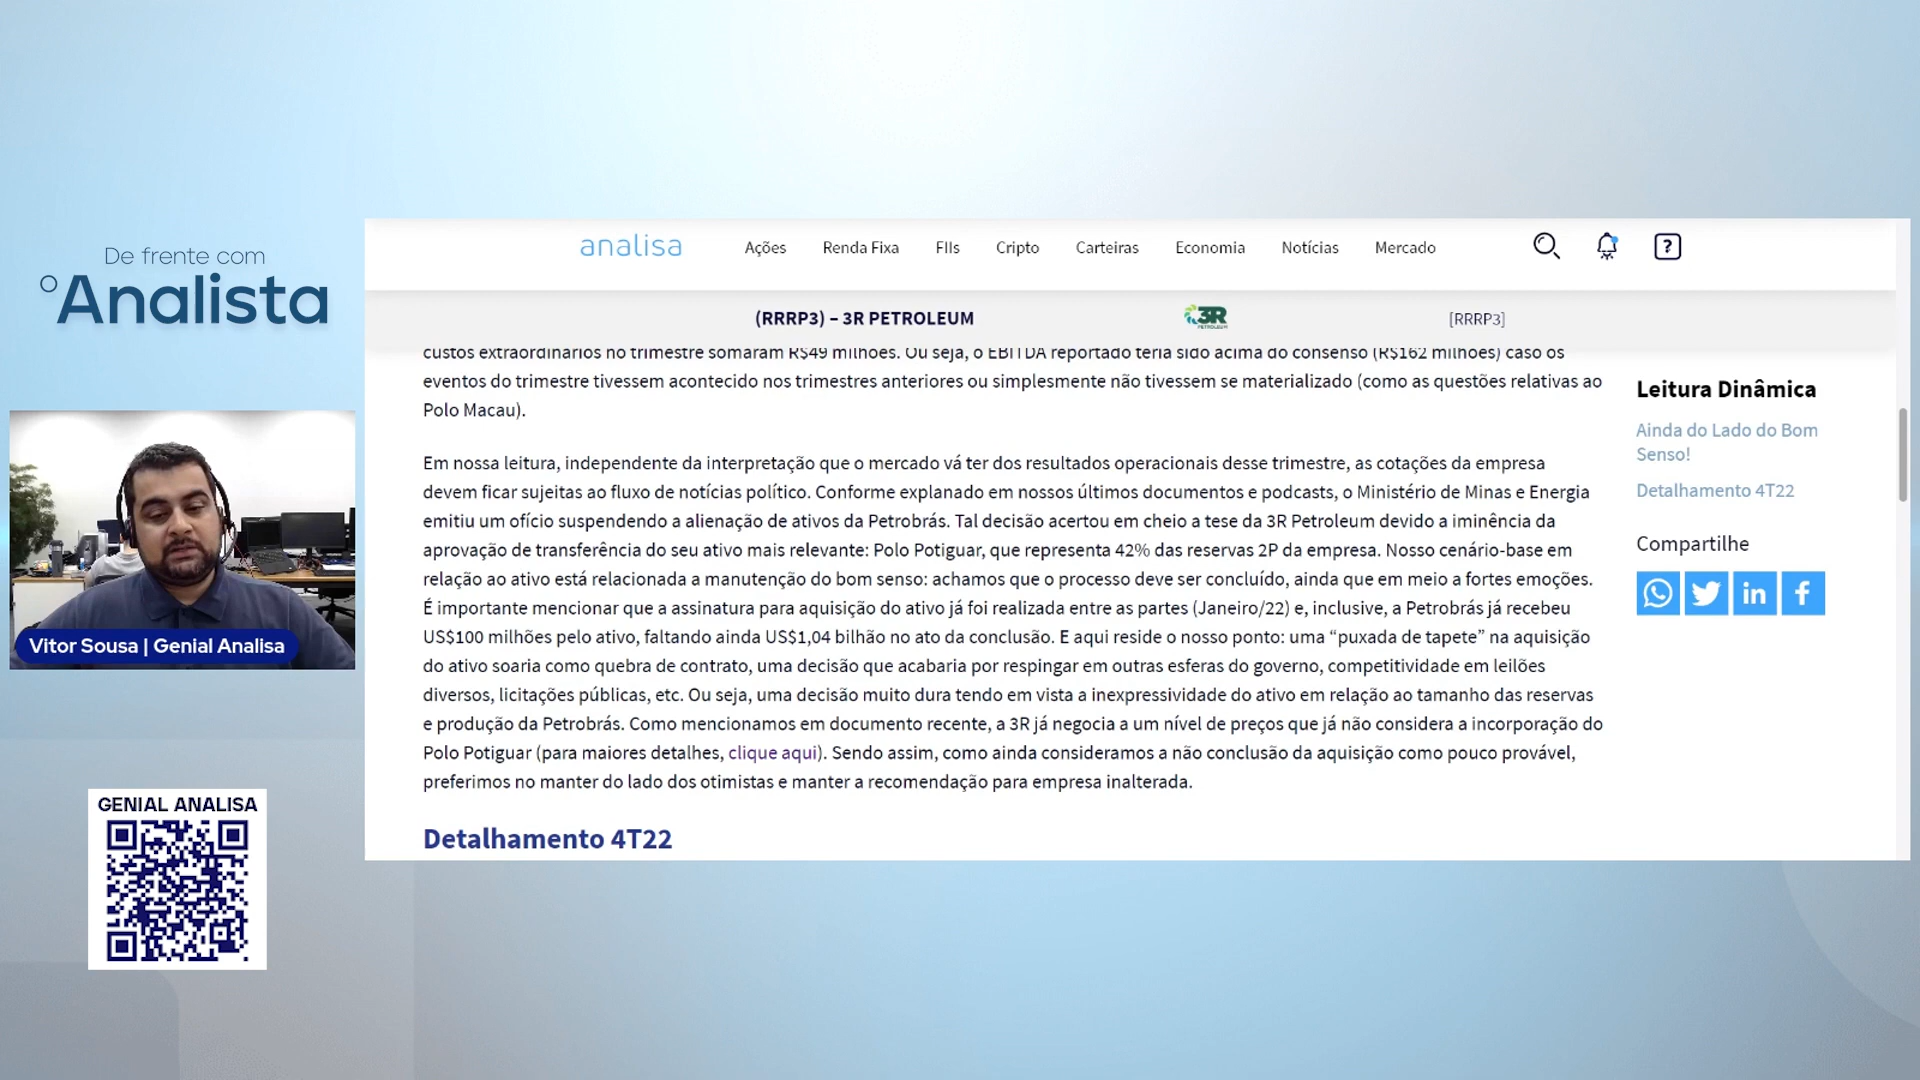 De frente com
o Analista
Vitor Sousa | Genial Analisa
GENIAL ANALISA
analisa
Ações
Renda Fixa
FIIs
Cripto
Carteiras
Economia
Notícias
Mercado
?
(RRRP3) – 3R PETROLEUM
3R
PETROLEUM
[RRRP3]
custos extraordinários no trimestre somaram R$49 milhões. Ou seja, o EBITDA reportado teria sido acima do consenso (R$162 milhões) caso os
eventos do trimestre tivessem acontecido nos trimestres anteriores ou simplesmente não tivessem se materializado (como as questões relativas ao
Polo Macau).
Em nossa leitura, independente da interpretação que o mercado vá ter dos resultados operacionais desse trimestre, as cotações da empresa
devem ficar sujeitas ao fluxo de notícias político. Conforme explanado em nossos últimos documentos e podcasts, o Ministério de Minas e Energia
emitiu um ofício suspendendo a alienação de ativos da Petrobrás. Tal decisão acertou em cheio a tese da 3R Petroleum devido a iminência da
aprovação de transferência do seu ativo mais relevante: Polo Potiguar, que representa 42% das reservas 2P da empresa. Nosso cenário-base em
relação ao ativo está relacionada a manutenção do bom senso: achamos que o processo deve ser concluído, ainda que em meio a fortes emoções.
É importante mencionar que a assinatura para aquisição do ativo já foi realizada entre as partes (Janeiro/22) e, inclusive, a Petrobrás já recebeu
US$100 milhões pelo ativo, faltando ainda US$1,04 bilhão no ato da conclusão. E aqui reside o nosso ponto: uma “puxada de tapete” na aquisição
do ativo soaria como quebra de contrato, uma decisão que acabaria por respingar em outras esferas do governo, competitividade em leilões
diversos, licitações públicas, etc. Ou seja, uma decisão muito dura tendo em vista a inexpressividade do ativo em relação ao tamanho das reservas
e produção da Petrobrás. Como mencionamos em documento recente, a 3R já negocia a um nível de preços que já não considera a incorporação do
Polo Potiguar (para maiores detalhes, clique aqui). Sendo assim, como ainda consideramos a não conclusão da aquisição como pouco provável,
preferimos no manter do lado dos otimistas e manter a recomendação para empresa inalterada.
Detalhamento 4T22
Leitura Dinâmica
Ainda do Lado do Bom
Senso!
Detalhamento 4T22
Compartilhe